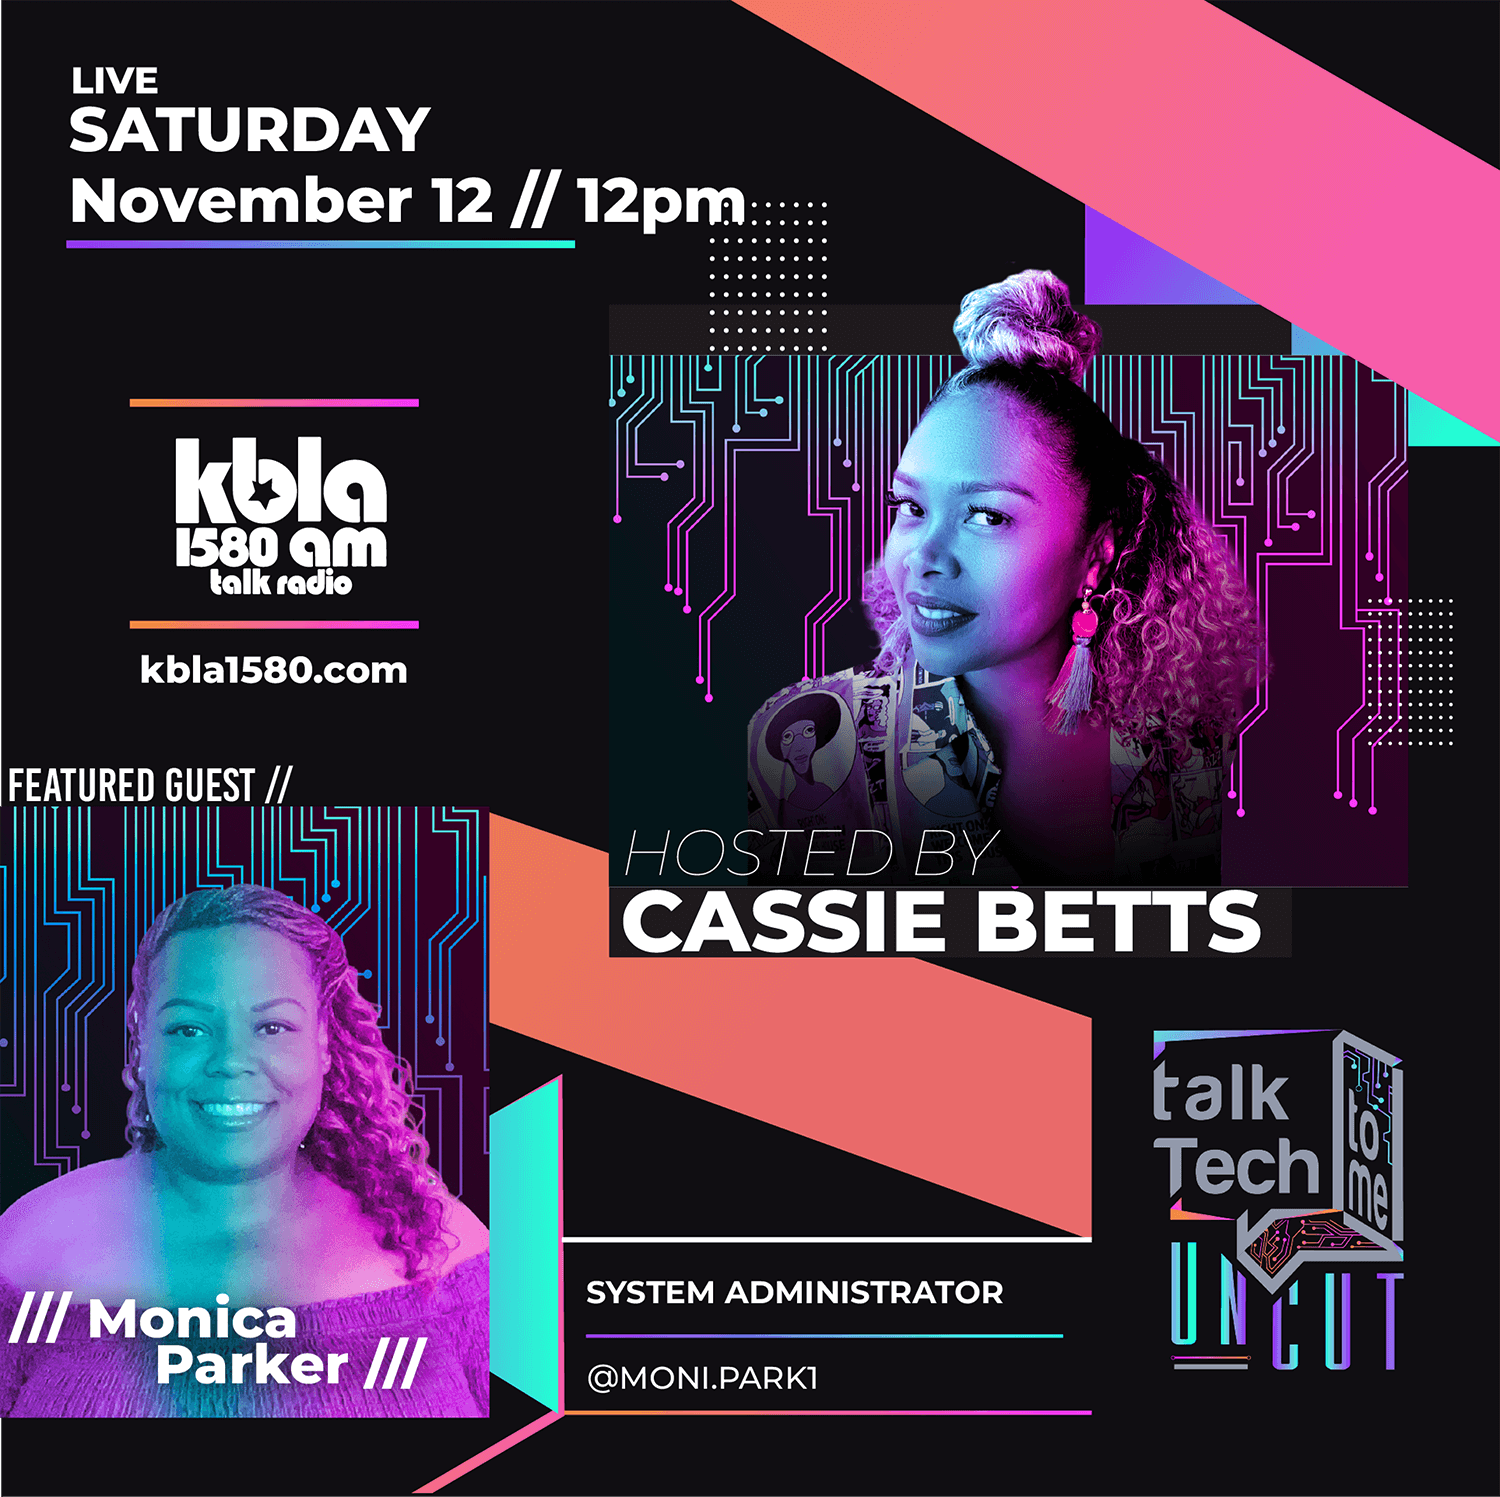 LIVE
SATURDAY
November 12 // 12pm
kbla
1580 am
talk radio
kbla1580.com
HOSTED BY
CASSIE BETTS
FEATURED GUEST //
/// Monica
Parker ///
SYSTEM ADMINISTRATOR
@MONI.PARK1
talk
Tech
to
me
UNCUT